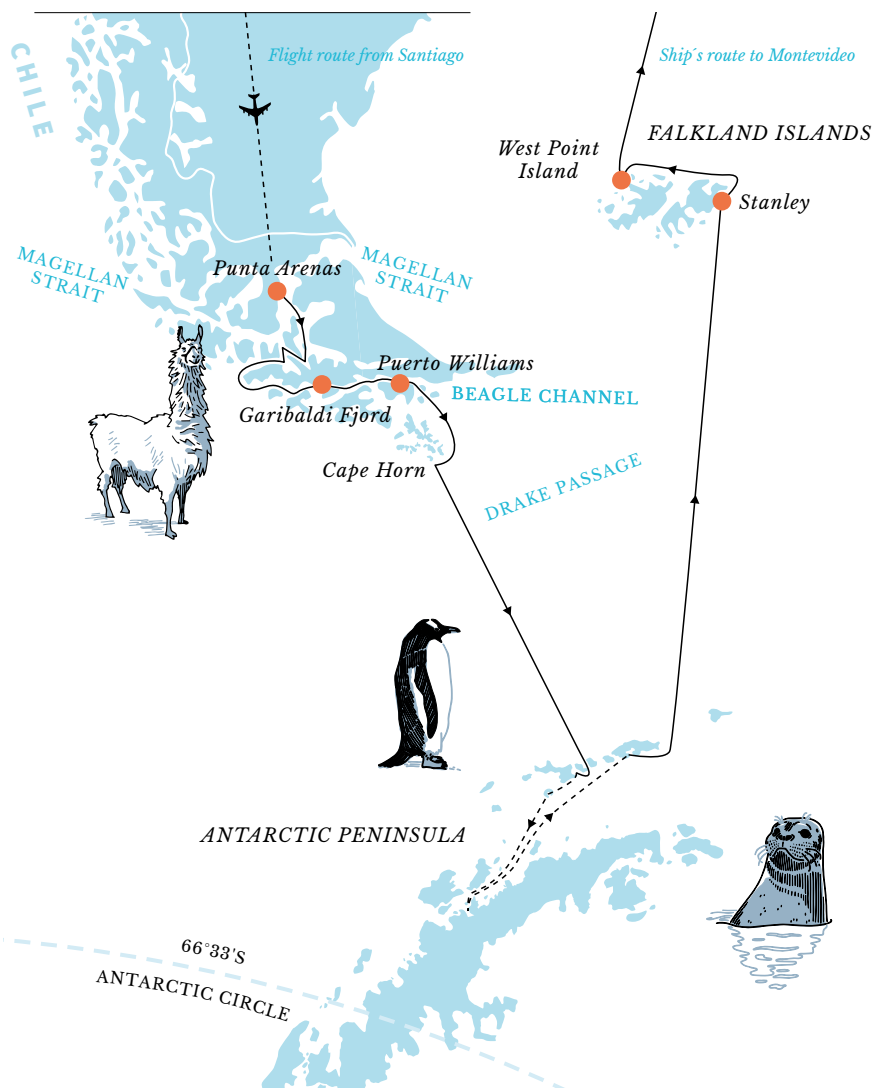 Flight route from Santiago
Ship´s route to Montevideo
CHILE
FALKLAND ISLANDS
West Point
Island
Stanley
MAGELLAN
STRAIT
Punta Arenas
MAGELLAN
STRAIT
Puerto Williams
BEAGLE CHANNEL
Garibaldi Fjord
Cape Horn
DRAKE PASSAGE
ANTARCTIC PENINSULA
66°33'S
ANTARCTIC CIRCLE